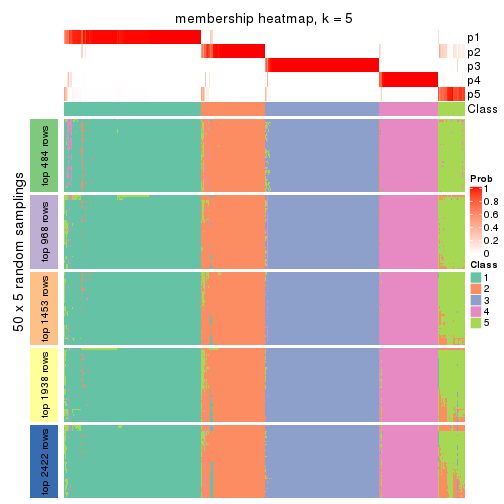 membership heatmap, k = 5
p1
p2
p3
p4
p5
Class
50 x 5 random samplings
top 484 rows
top 968 rows
top 1453 rows
top 1938 rows
top 2422 rows
Prob
1
0.8
0.6
0.4
0.2
0
Class
1
2
3
4
5